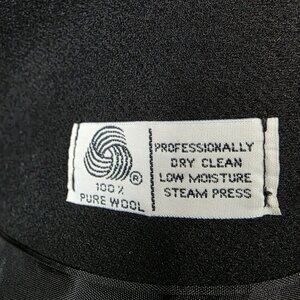 ®
100%
PURE WOOL
PROFESSIONALLY
DRY CLEAN
LOW MOISTURE
STEAM PRESS